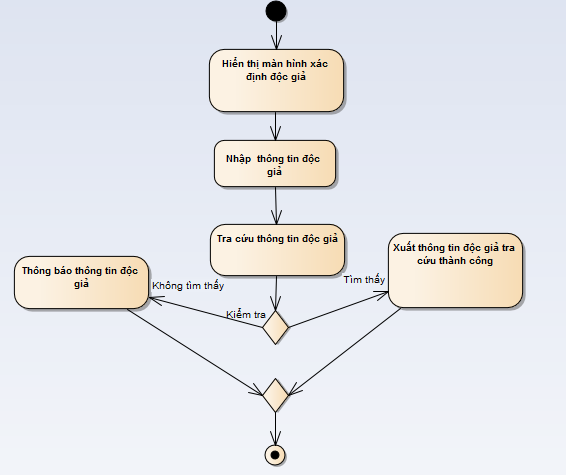 Hiển thị màn hình xác
định độc giả
Nhập thông tin độc
giả
Tra cứu thông tin độc giả
Xuất thông tin độc giả tra
cứu thành công
Thông báo thông tin độc
giả
Không tìm thấy
Tìm thấy
Kiểm tra